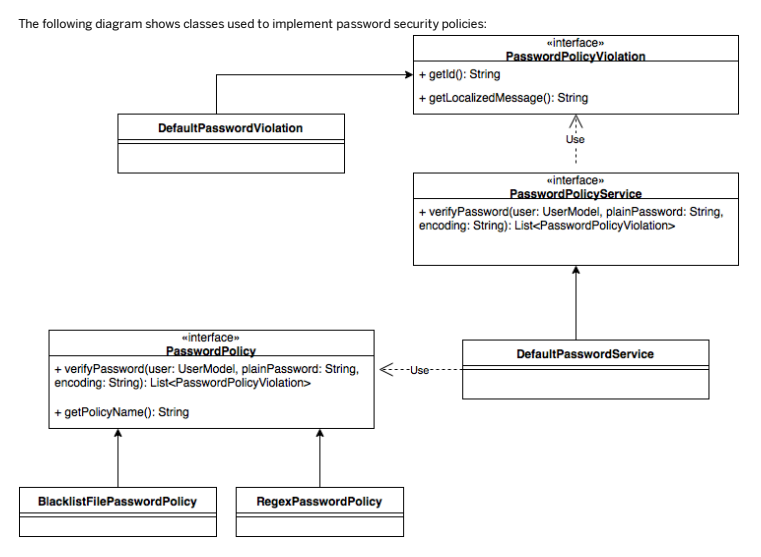 The following diagram shows classes used to implement password security policies:
«interface»
PasswordPolicyViolation
+ getId(): String
+ getLocalizedMessage(): String
DefaultPasswordViolation
Use
«interface»
PasswordPolicyService
+ verifyPassword(user: UserModel, plainPassword: String,
encoding: String): List<PasswordPolicyViolation>
«interface»
PasswordPolicy
+ verifyPassword(user: UserModel, plainPassword: String,
encoding: String): List<PasswordPolicyViolation>
+ getPolicyName(): String
Use
DefaultPasswordService
BlacklistFilePasswordPolicy
RegexPasswordPolicy